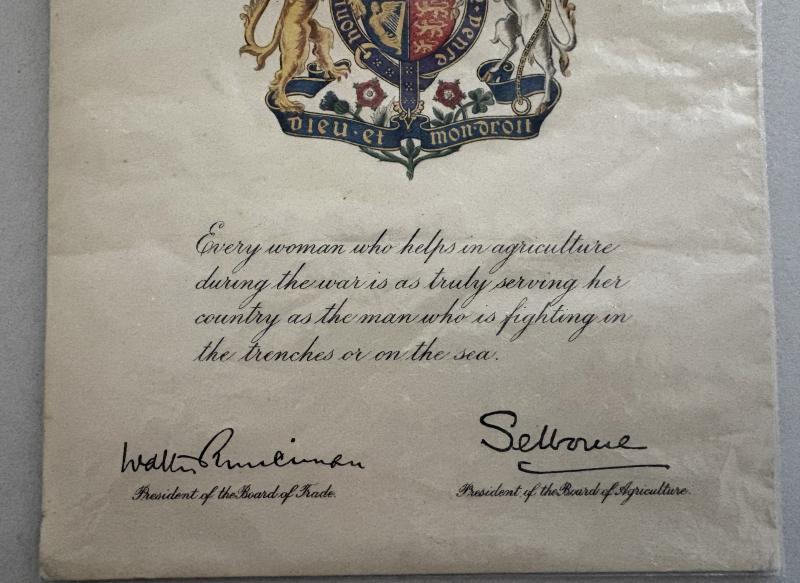 honi
pense
DIEU·ET MON·DROIT
Every woman who helps in agriculture
during the war is as truly serving her
country as the man who is fighting in
the trenches or on the sea.
Walter Runciman Selborne
President of the Board of Trade. President of the Board of Agriculture.